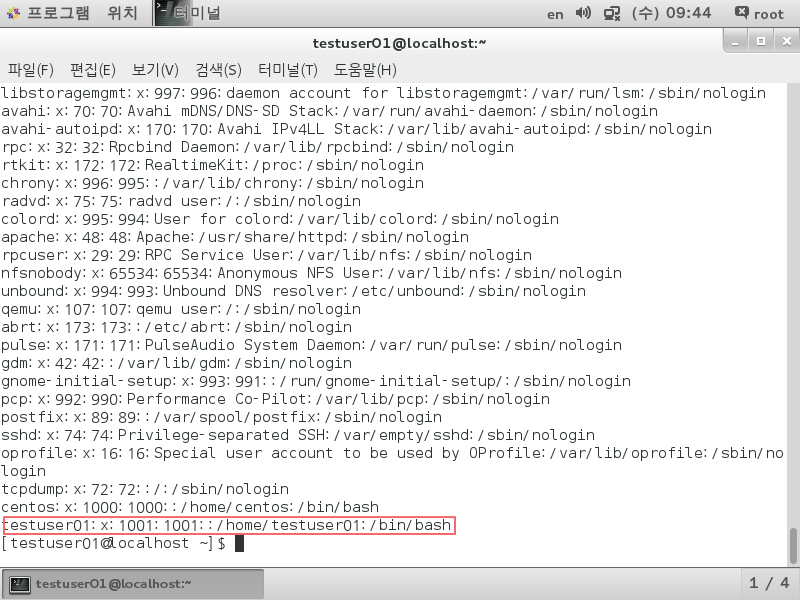 프로그램 위치 터미널 en (수) 09:44 root
testuser01@localhost:~
파일(F) 편집(E) 보기(V) 검색(S) 터미널(T) 도움말(H)
libstoragemgmt:x:997:996:daemon account for libstoragemgmt:/var/run/lsm:/sbin/nologin
avahi:x:70:70:Avahi mDNS/DNS-SD Stack:/var/run/avahi-daemon:/sbin/nologin
avahi-autoipd:x:170:170:Avahi IPv4LL Stack:/var/lib/avahi-autoipd:/sbin/nologin
rpc:x:32:32:Rpcbind Daemon:/var/lib/rpcbind:/sbin/nologin
rtkit:x:172:172:RealtimeKit:/proc:/sbin/nologin
chrony:x:996:995::/var/lib/chrony:/sbin/nologin
radvd:x:75:75:radvd user:/:/sbin/nologin
colord:x:995:994:User for colord:/var/lib/colord:/sbin/nologin
apache:x:48:48:Apache:/usr/share/httpd:/sbin/nologin
rpcuser:x:29:29:RPC Service User:/var/lib/nfs:/sbin/nologin
nfsnobody:x:65534:65534:Anonymous NFS User:/var/lib/nfs:/sbin/nologin
unbound:x:994:993:Unbound DNS resolver:/etc/unbound:/sbin/nologin
qemu:x:107:107:qemu user:/:/sbin/nologin
abrt:x:173:173::/etc/abrt:/sbin/nologin
pulse:x:171:171:PulseAudio System Daemon:/var/run/pulse:/sbin/nologin
gdm:x:42:42::/var/lib/gdm:/sbin/nologin
gnome-initial-setup:x:993:991::/run/gnome-initial-setup/:/sbin/nologin
pcp:x:992:990:Performance Co-Pilot:/var/lib/pcp:/sbin/nologin
postfix:x:89:89::/var/spool/postfix:/sbin/nologin
sshd:x:74:74:Privilege-separated SSH:/var/empty/sshd:/sbin/nologin
oprofile:x:16:16:Special user account to be used by OProfile:/var/lib/oprofile:/sbin/no
login
tcpdump:x:72:72::/:/sbin/nologin
centos:x:1000:1000::/home/centos:/bin/bash
testuser01:x:1001:1001::/home/testuser01:/bin/bash
[testuser01@localhost ~]$
testuser01@localhost:~ 1 / 4